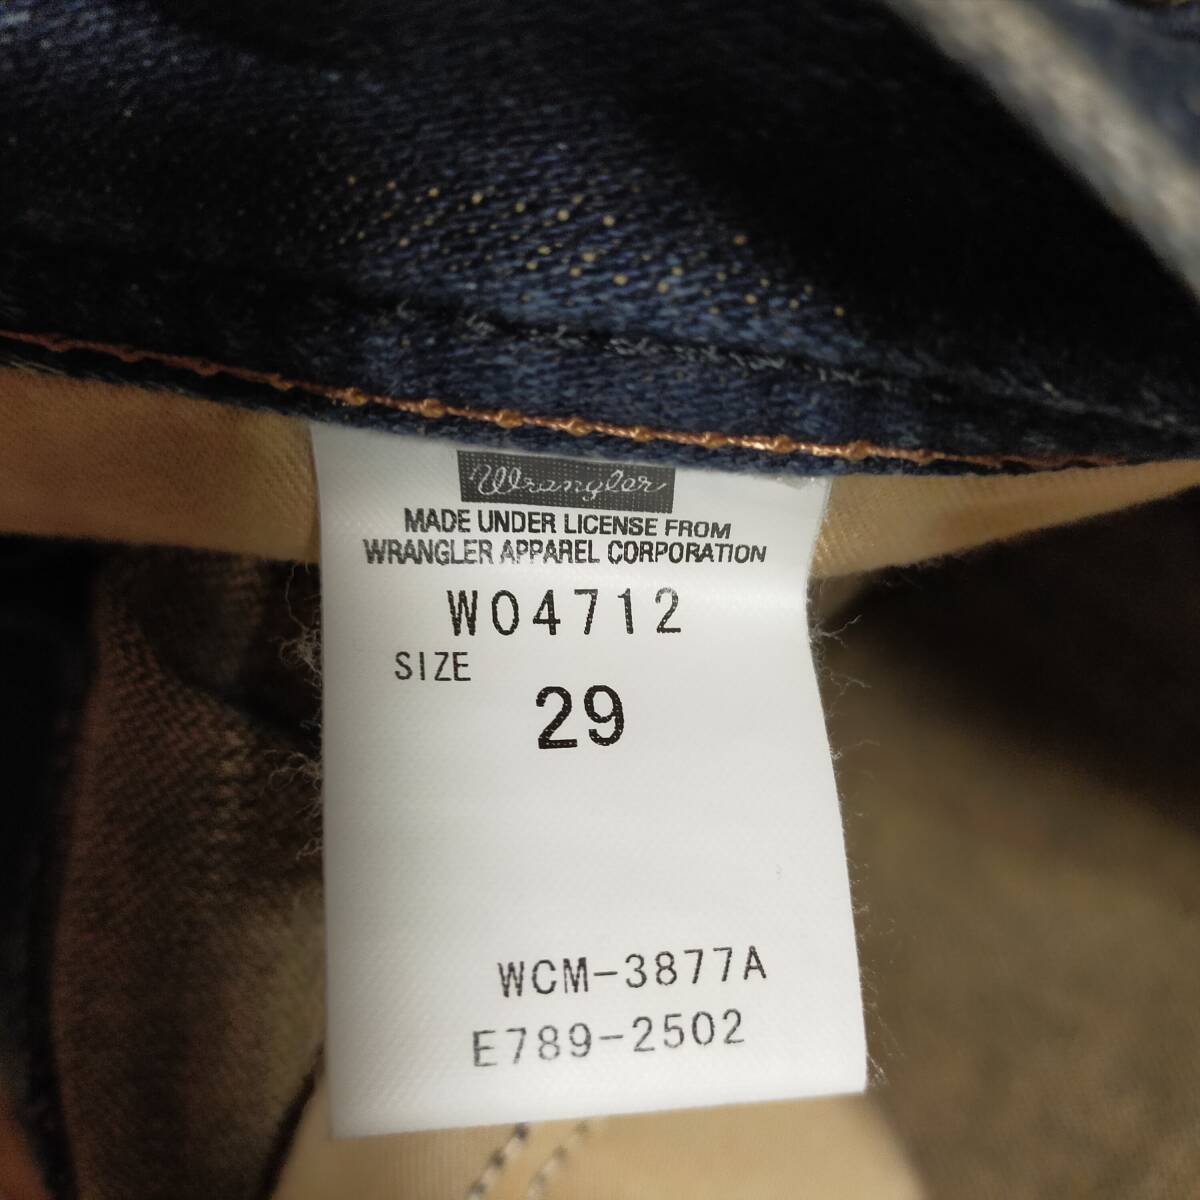 Wrangler
MADE UNDER LICENSE FROM
WRANGLER APPAREL CORPORATION
W04712
SIZE
29
WCM-3877A
E789-2502